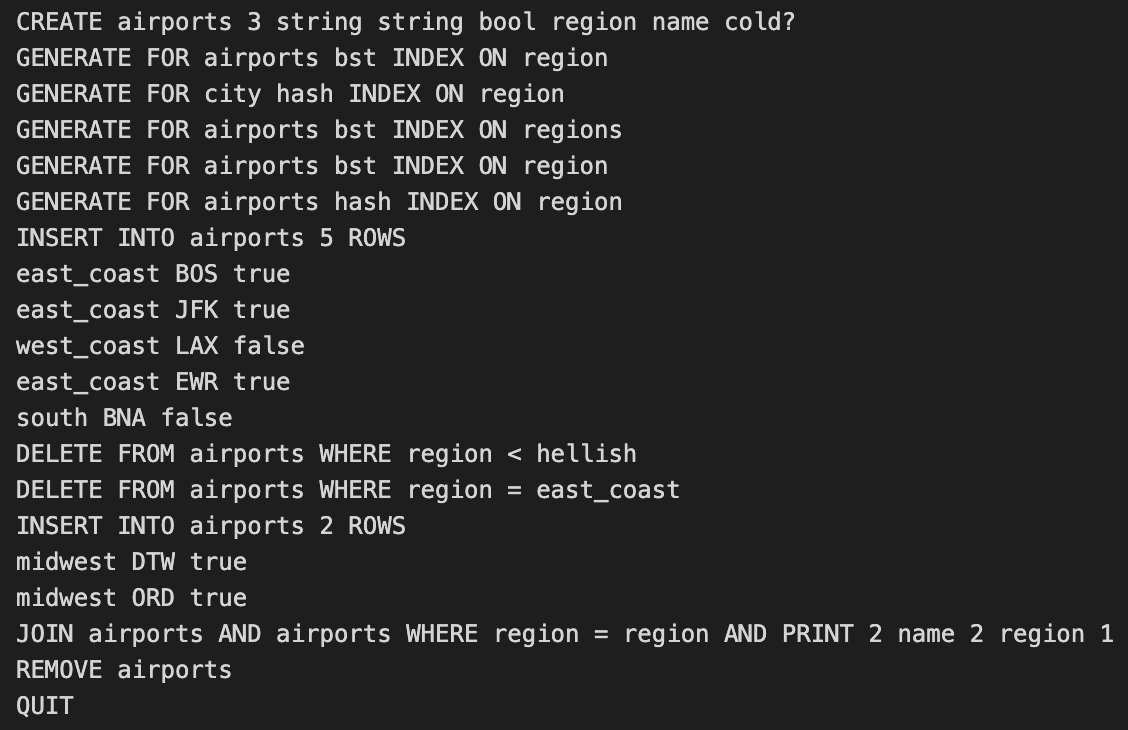 CREATE airports 3 string string bool region name cold?
GENERATE FOR airports bst INDEX ON region
GENERATE FOR city hash INDEX ON region
GENERATE FOR airports bst INDEX ON regions
GENERATE FOR airports bst INDEX ON region
GENERATE FOR airports hash INDEX ON region
INSERT INTO airports 5 ROWS
east_coast BOS true
east_coast JFK true
west_coast LAX false
east_coast EWR true
south BNA false
DELETE FROM airports WHERE region < hellish
DELETE FROM airports WHERE region = east_coast
INSERT INTO airports 2 ROWS
midwest DTW true
midwest ORD true
JOIN airports AND airports WHERE region = region AND PRINT 2 name 2 region 1
REMOVE airports
QUIT